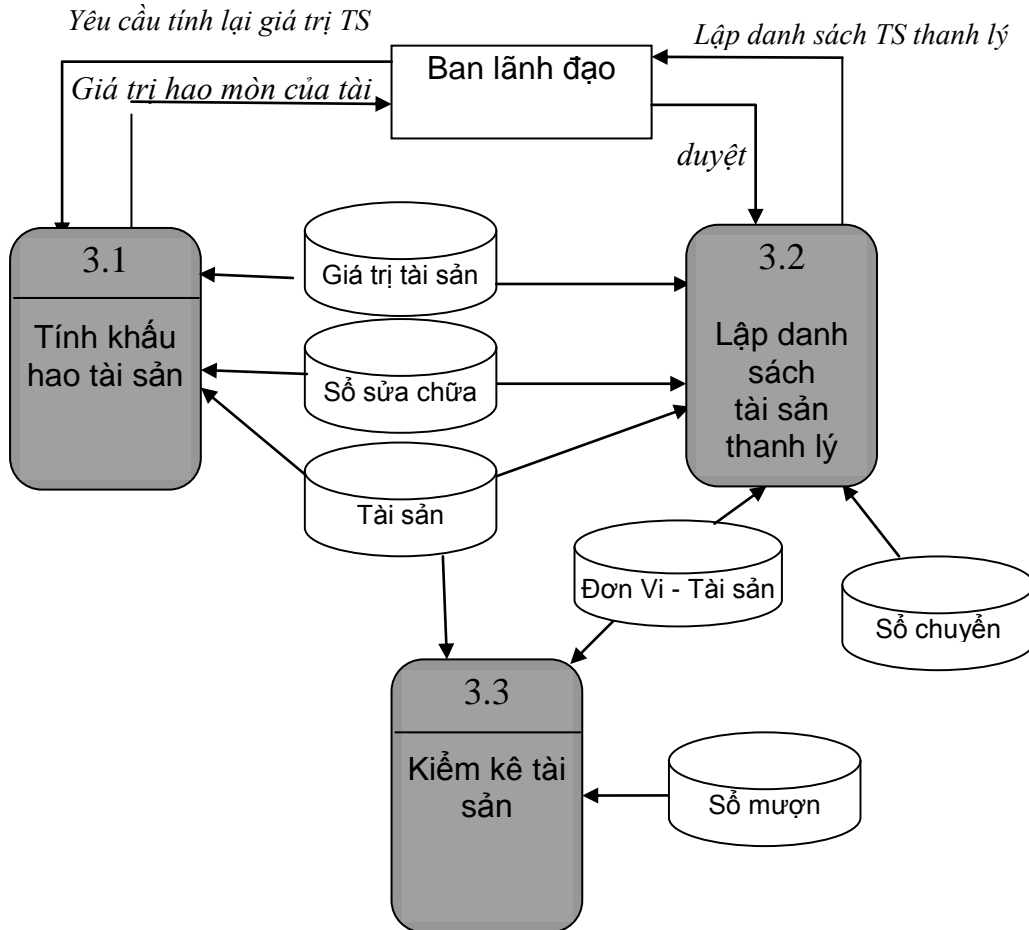 Yêu cầu tính lại giá trị TS
Lập danh sách TS thanh lý
Ban lãnh đạo
Giá trị hao mòn của tài
duyệt
3.1
Tính khấu
hao tài sản
Giá trị tài sản
3.2
Lập danh
sách
tài sản
thanh lý
Sổ sửa chữa
Tài sản
Đơn Vi - Tài sản
Sổ chuyển
3.3
Kiểm kê tài
sản
Sổ mượn